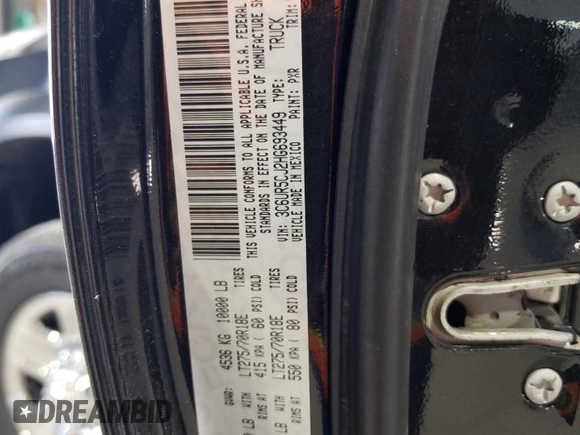 GVWR: 4536 KG 10000 LB
LB WITH LT275/70R18E TIRES
RIMS AT 415 KPA ( 60 PSI) COLD
LB WITH LT275/70R18E TIRES
RIMS AT 550 KPA ( 80 PSI) COLD
THIS VEHICLE CONFORMS TO ALL APPLICABLE U.S.A. FEDERAL
STANDARDS IN EFFECT ON THE DATE OF MANUFACTURE
VIN: 3C6UR5CJ2HG693449 TYPE: TRUCK
VEHICLE MADE IN MEXICO PAINT: PXR TRIM:
DREAMBID